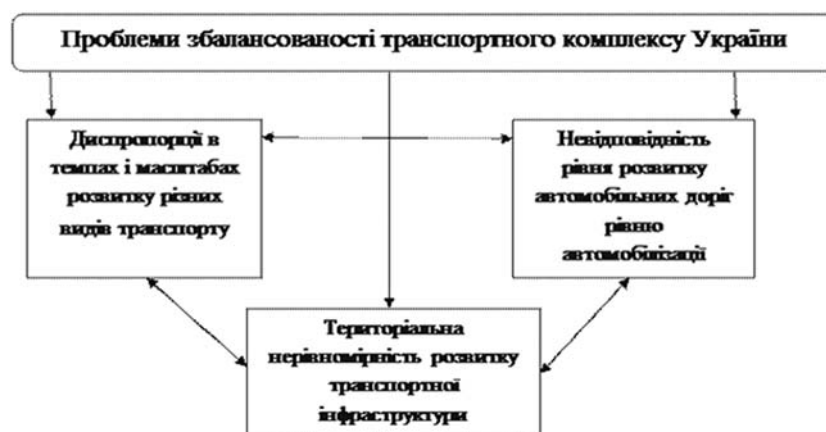 Проблеми збалансованості транспортного комплексу України
Диспропорції в
темпах і масштабах
розвитку різних
видів транспорту
Невідповідність
рівня розвитку
автомобільних доріг
рівню
автомобілізації
Територіальна
нерівномірність розвитку
транспортної
інфраструктури